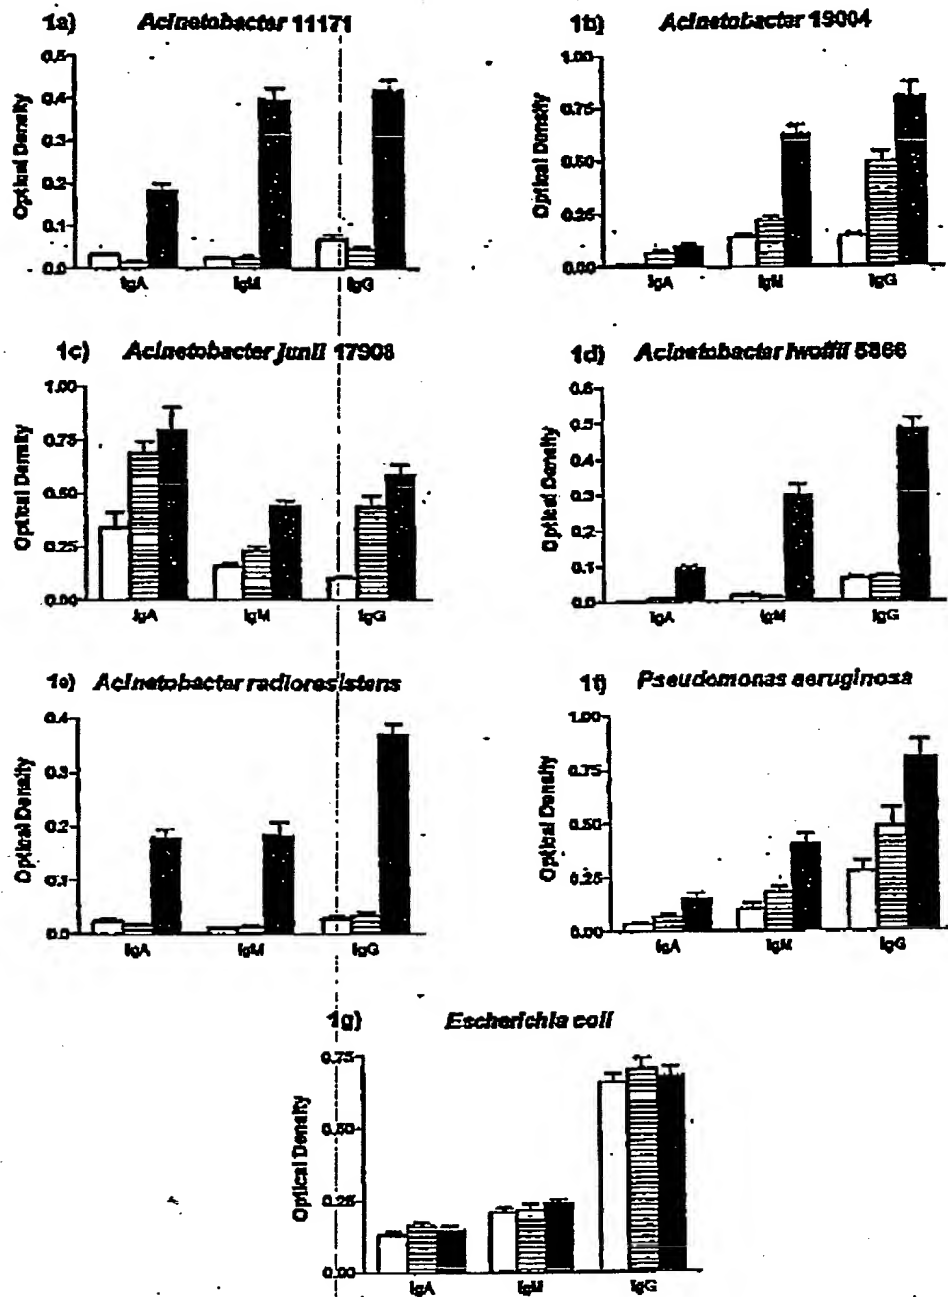 1a) Acinetobacter 11171
0.5
0.4
0.3
0.2
0.1
0.0
Optical Density
IgA IgM IgG
1b) Acinetobacter 19004
1.00
0.75
0.50
0.25
0.00
Optical Density
IgA IgM IgG
1c) Acinetobacter junii 17908
1.00
0.75
0.50
0.25
0.00
Optical Density
IgA IgM IgG
1d) Acinetobacter lwoffii 5866
0.6
0.5
0.4
0.3
0.2
0.1
0.0
Optical Density
IgA IgM IgG
1e) Acinetobacter radioresistens
0.4
0.3
0.2
0.1
0.0
Optical Density
IgA IgM IgG
1f) Pseudomonas aeruginosa
1.00
0.75
0.50
0.25
0.00
Optical Density
IgA IgM IgG
1g) Escherichia coli
0.75
0.50
0.25
0.00
Optical Density
IgA IgM IgG